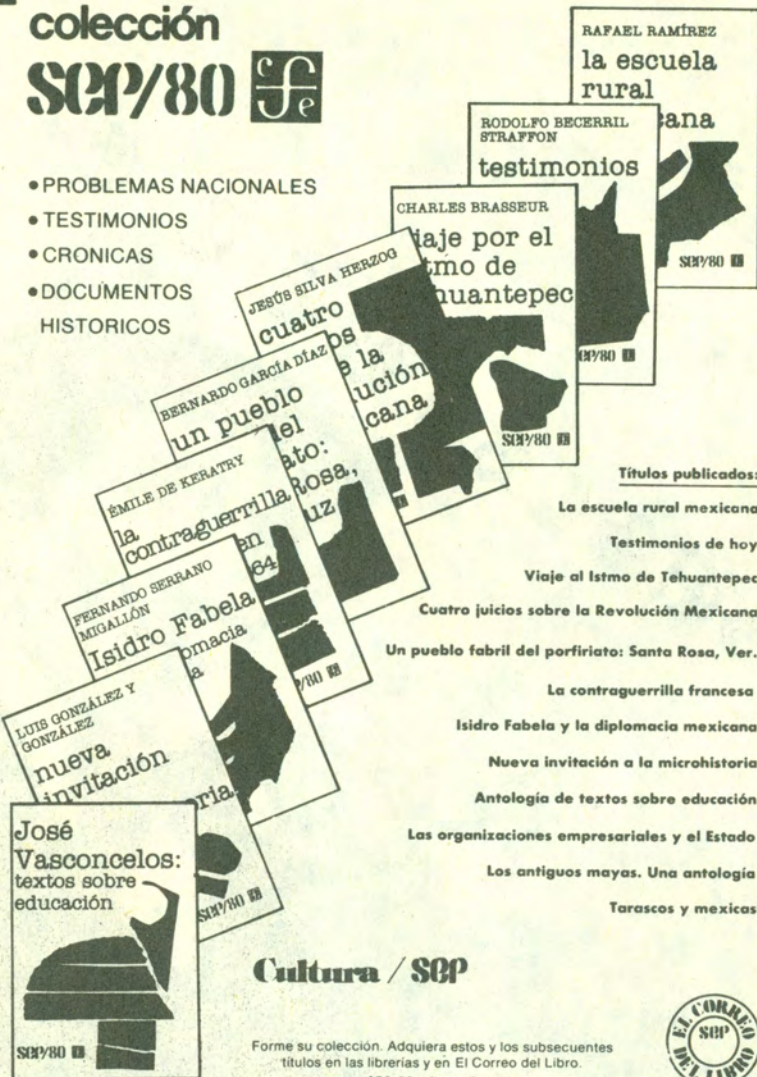 colección
SEP/80 cfe
• PROBLEMAS NACIONALES
• TESTIMONIOS
• CRONICAS
• DOCUMENTOS
HISTORICOS
RAFAEL RAMÍREZ
la escuela
rural
cana
SEP/80
RODOLFO BECERRIL
STRAFFON
testimonios
SEP/80
CHARLES BRASSEUR
viaje por el
tmo de
huantepec
SEP/80
JESÚS SILVA HERZOG
cuatro
os
e la
lución
icana
BERNARDO GARCÍA DÍAZ
un pueblo
el
ato:
Rosa,
uz
ÉMILE DE KERATRY
la
contraguerrilla
en
64
P/80
FERNANDO SERRANO
MIGALLÓN
Isidro Fabela
omacia
a
LUIS GONZÁLEZ Y
GONZÁLEZ
nueva
invitación
oria
SEP/80
José
Vasconcelos:
textos sobre
educación
SEP/80
Títulos publicados:
La escuela rural mexicana
Testimonios de hoy
Viaje al Istmo de Tehuantepec
Cuatro juicios sobre la Revolución Mexicana
Un pueblo fabril del porfiriato: Santa Rosa, Ver.
La contraguerrilla francesa
Isidro Fabela y la diplomacia mexicana
Nueva invitación a la microhistoria
Antología de textos sobre educación
Las organizaciones empresariales y el Estado
Los antiguos mayas. Una antología
Tarascos y mexicas
Cultura / SEP
Forme su colección. Adquiera estos y los subsecuentes
títulos en las librerías y en El Correo del Libro.
EL CORREO
SEP
DEL LIBRO